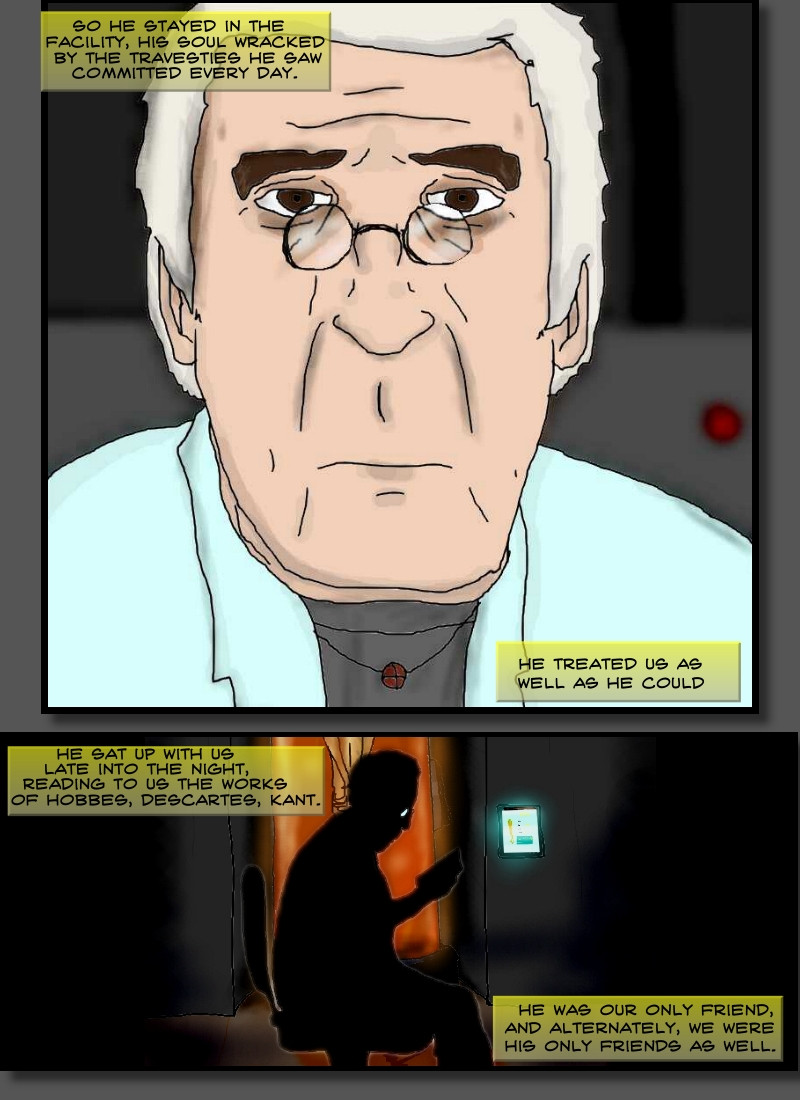 SO HE STAYED IN THE
FACILITY, HIS SOUL WRACKED
BY THE TRAVESTIES HE SAW
COMMITTED EVERY DAY.
HE TREATED US AS
WELL AS HE COULD
HE SAT UP WITH US
LATE INTO THE NIGHT,
READING TO US THE WORKS
OF HOBBES, DESCARTES, KANT.
HE WAS OUR ONLY FRIEND,
AND ALTERNATELY, WE WERE
HIS ONLY FRIENDS AS WELL.